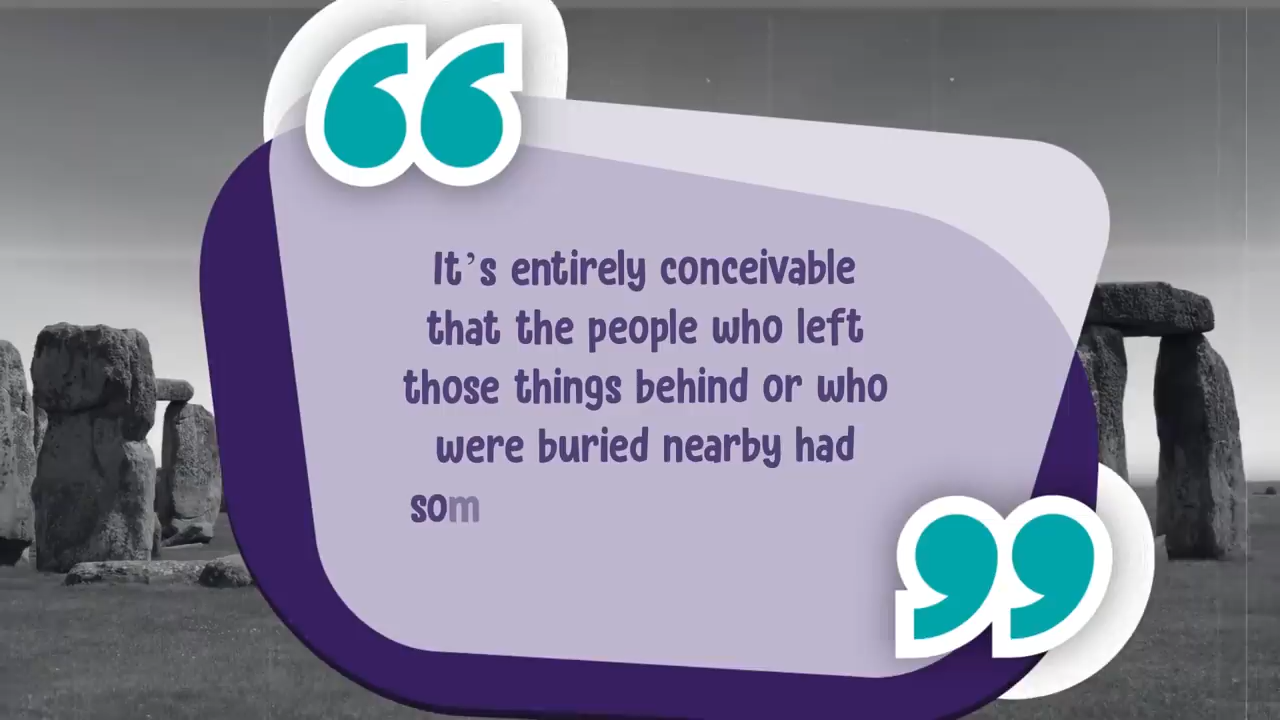 It's entirely conceivable
that the people who left
those things behind or who
were buried nearby had
som